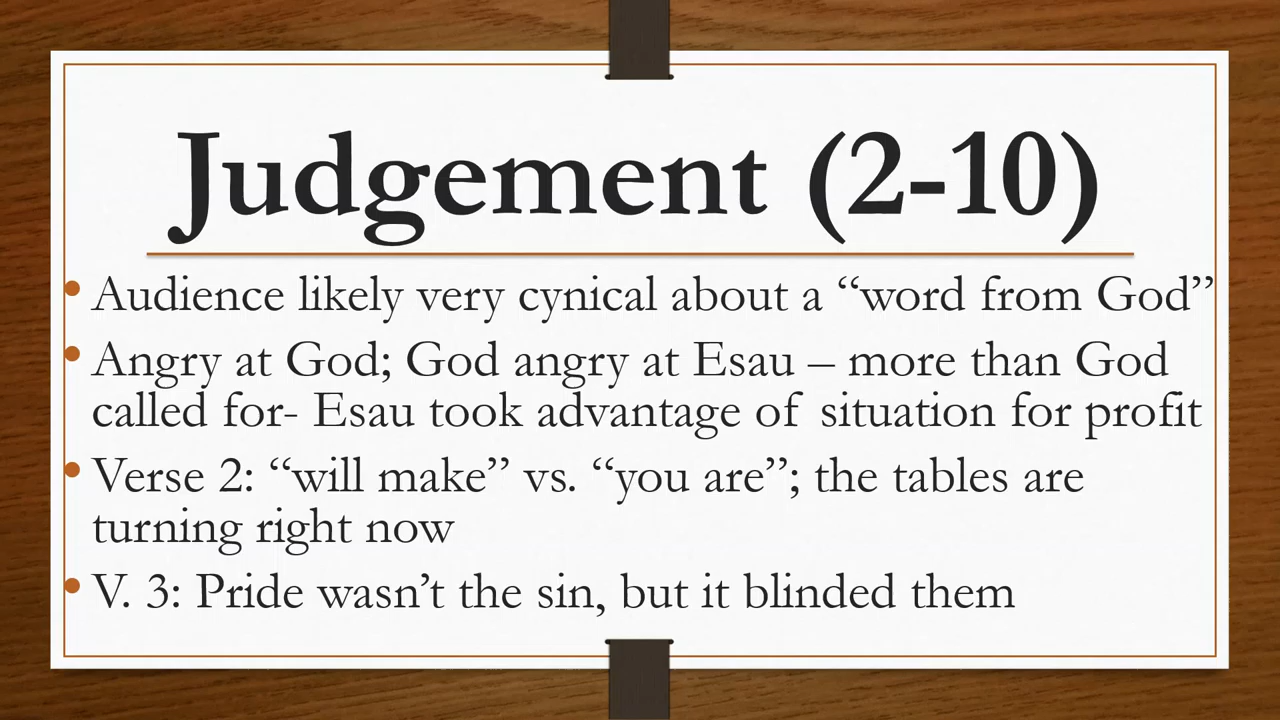 Judgement (2-10)
• Audience likely very cynical about a “word from God”
• Angry at God; God angry at Esau – more than God
called for- Esau took advantage of situation for profit
• Verse 2: “will make” vs. “you are”; the tables are
turning right now
• V. 3: Pride wasn’t the sin, but it blinded them